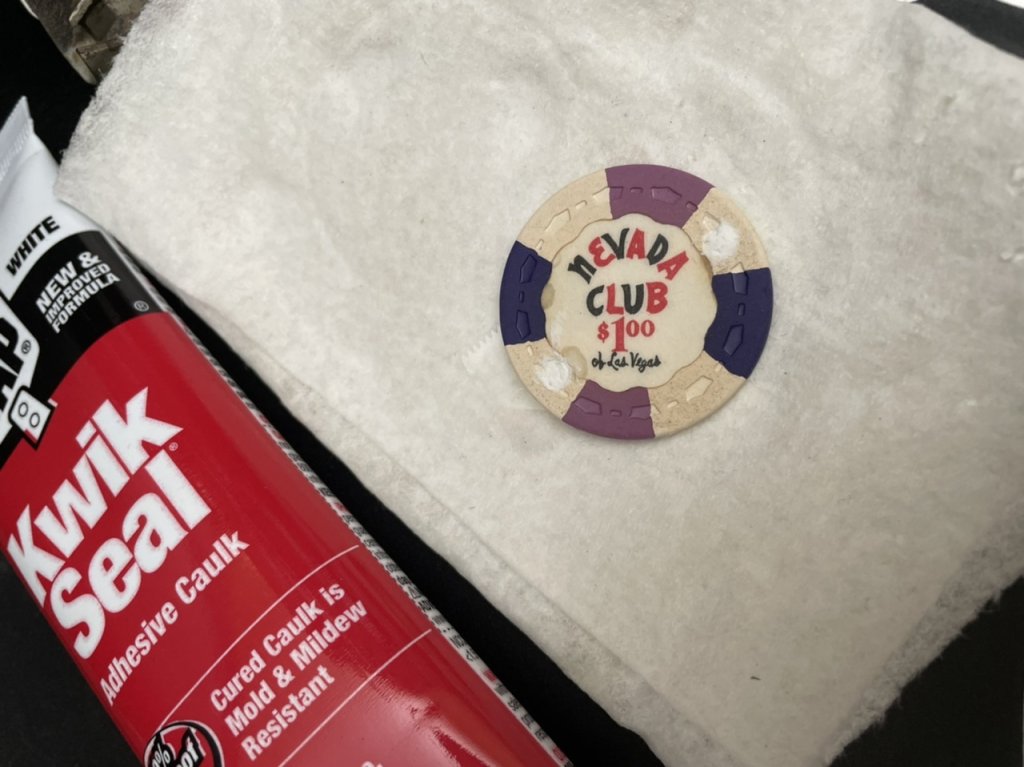 WHITE
NEW &
IMPROVED
FORMULA
®
®
Kwik
Seal®
Adhesive Caulk
Cured Caulk is
Mold & Mildew
Resistant
NEVADA
CLUB
$1.00
of Las Vegas